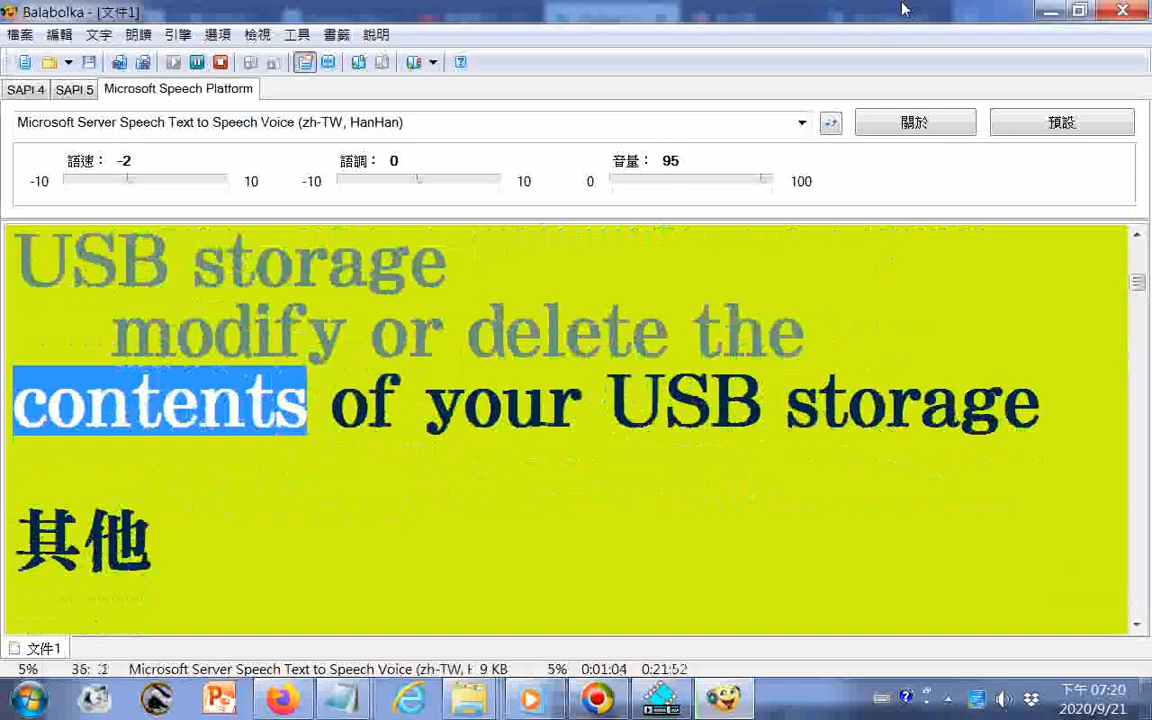 Balabolka - [文件1]
檔案 編輯 文字 朗讀 引擎 選項 檢視 工具 書籤 說明
SAPI 4 SAPI 5 Microsoft Speech Platform
Microsoft Server Speech Text to Speech Voice (zh-TW, HanHan) 關於 預設
語速： -2 語調： 0 音量： 95
-10 10 -10 10 0 100
USB storage
modify or delete the
contents of your USB storage
其他
文件1
5% 36: 1 Microsoft Server Speech Text to Speech Voice (zh-TW, H 9 KB 5% 0:01:04 0:21:52
下午 07:20
2020/9/21